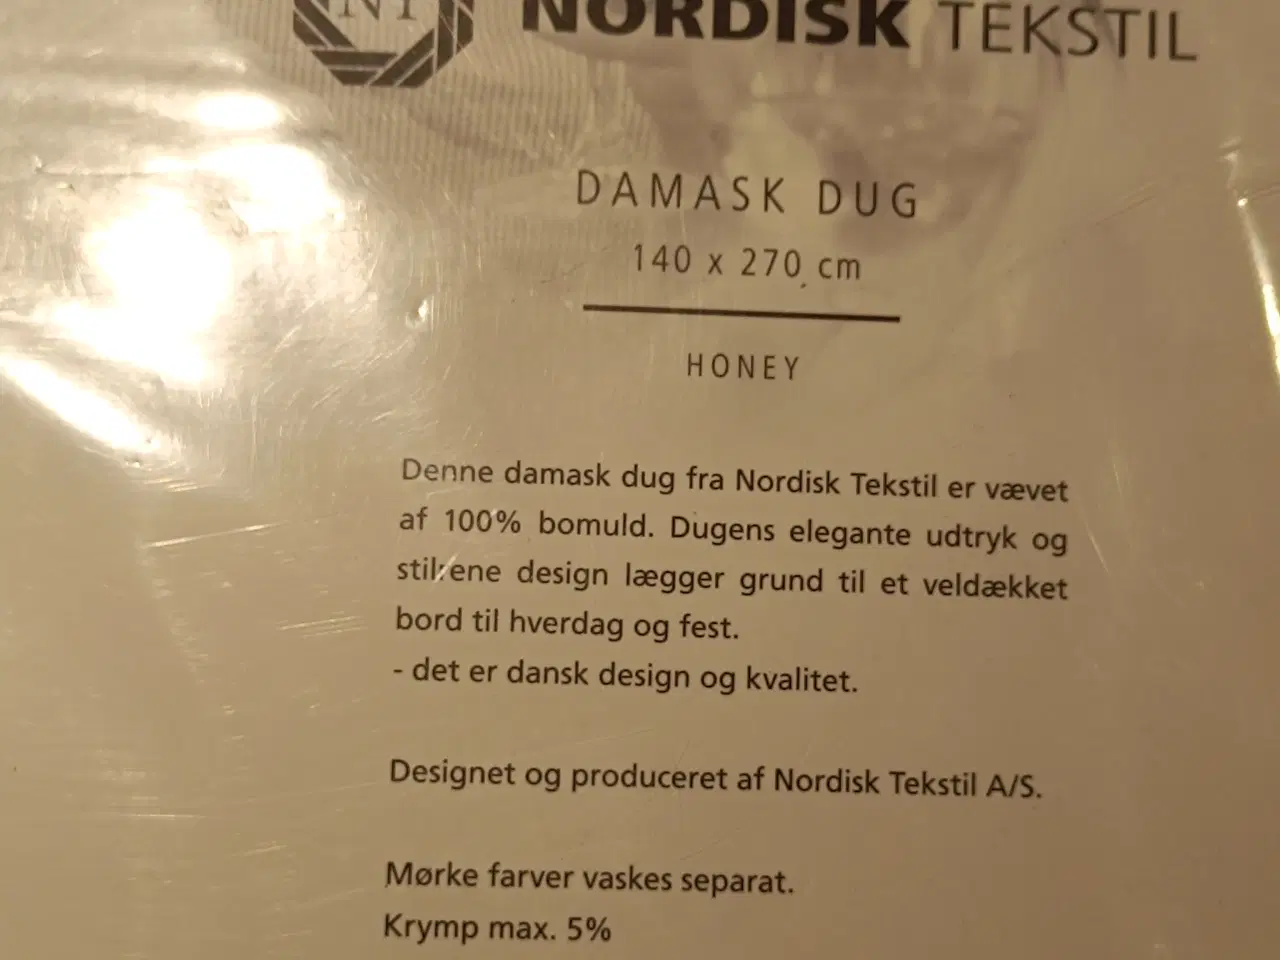 NT
NORDISK TEKSTIL
DAMASK DUG
140 x 270 cm
HONEY
Denne damask dug fra Nordisk Tekstil er vævet
af 100% bomuld. Dugens elegante udtryk og
stilrene design lægger grund til et veldækket
bord til hverdag og fest.
- det er dansk design og kvalitet.
Designet og produceret af Nordisk Tekstil A/S.
Mørke farver vaskes separat.
Krymp max. 5%